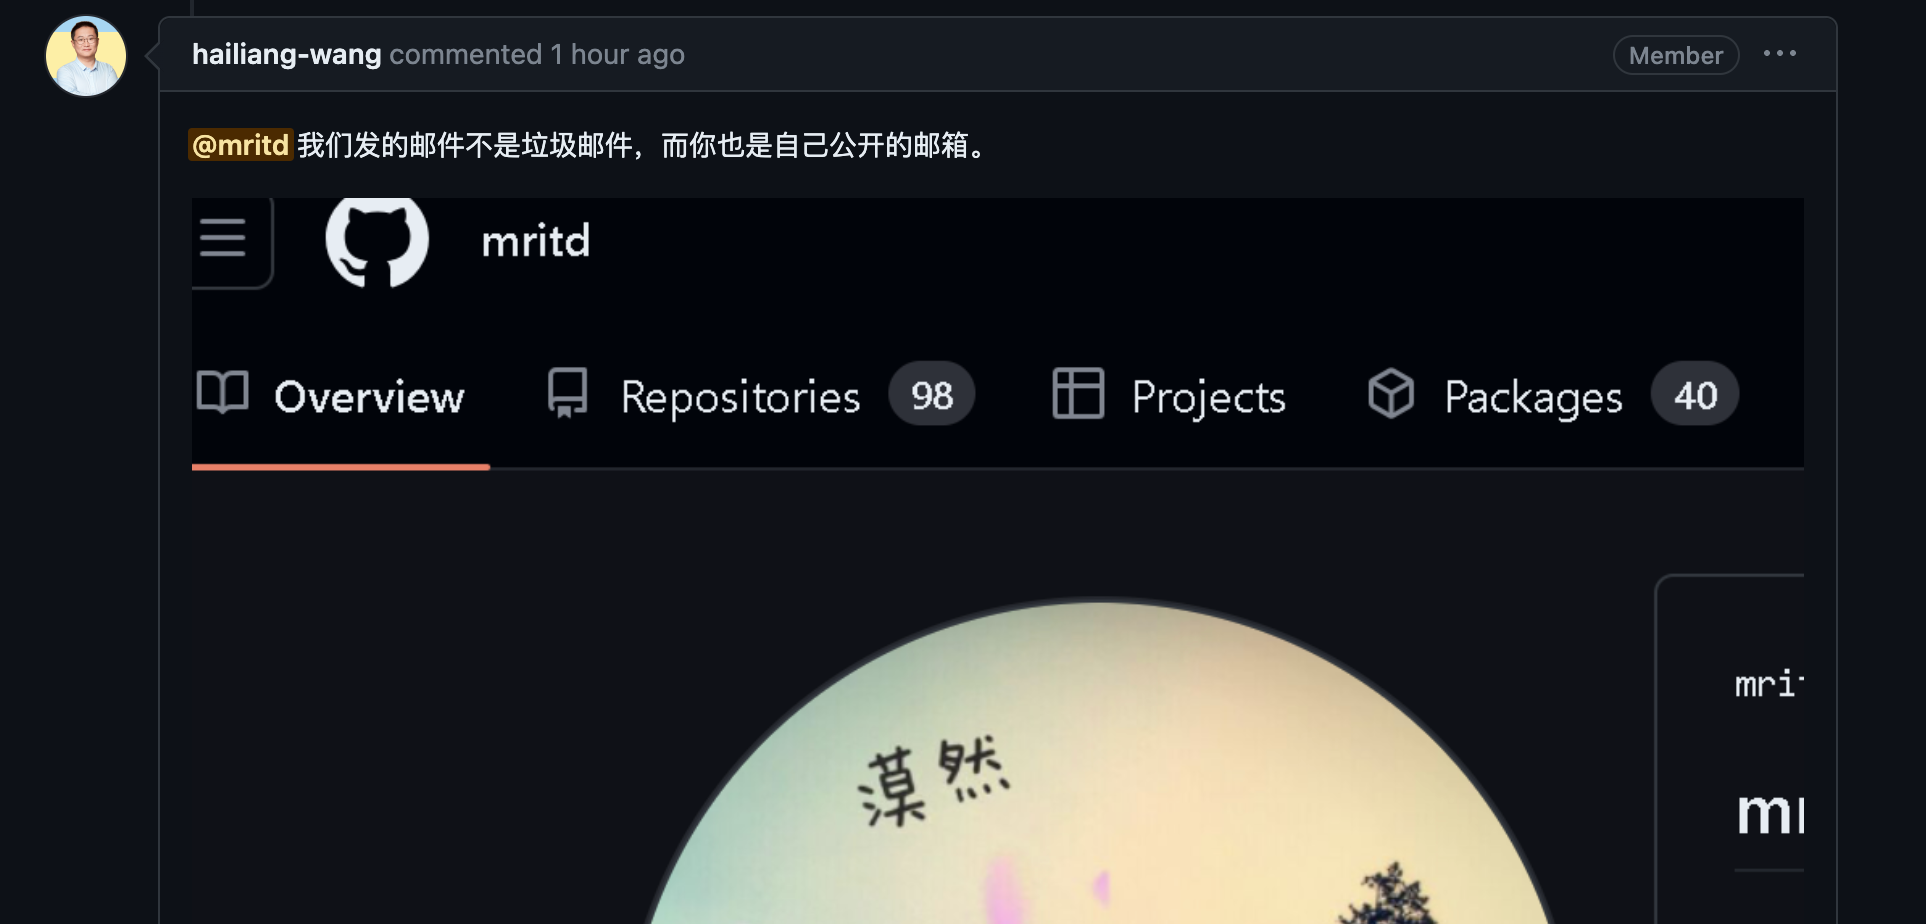 hailiang-wang commented 1 hour ago
Member
@mritd 我们发的邮件不是垃圾邮件，而你也是自己公开的邮箱。
mritd
Overview
Repositories 98
Projects
Packages 40
漠然